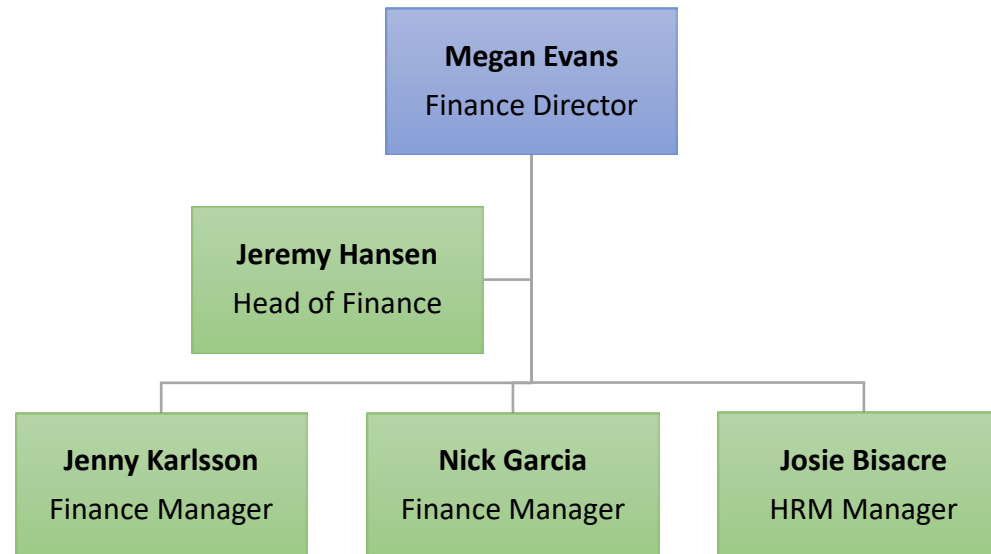 Megan Evans
Finance Director
Jeremy Hansen
Head of Finance
Jenny Karlsson
Finance Manager
Nick Garcia
Finance Manager
Josie Bisacre
HRM Manager